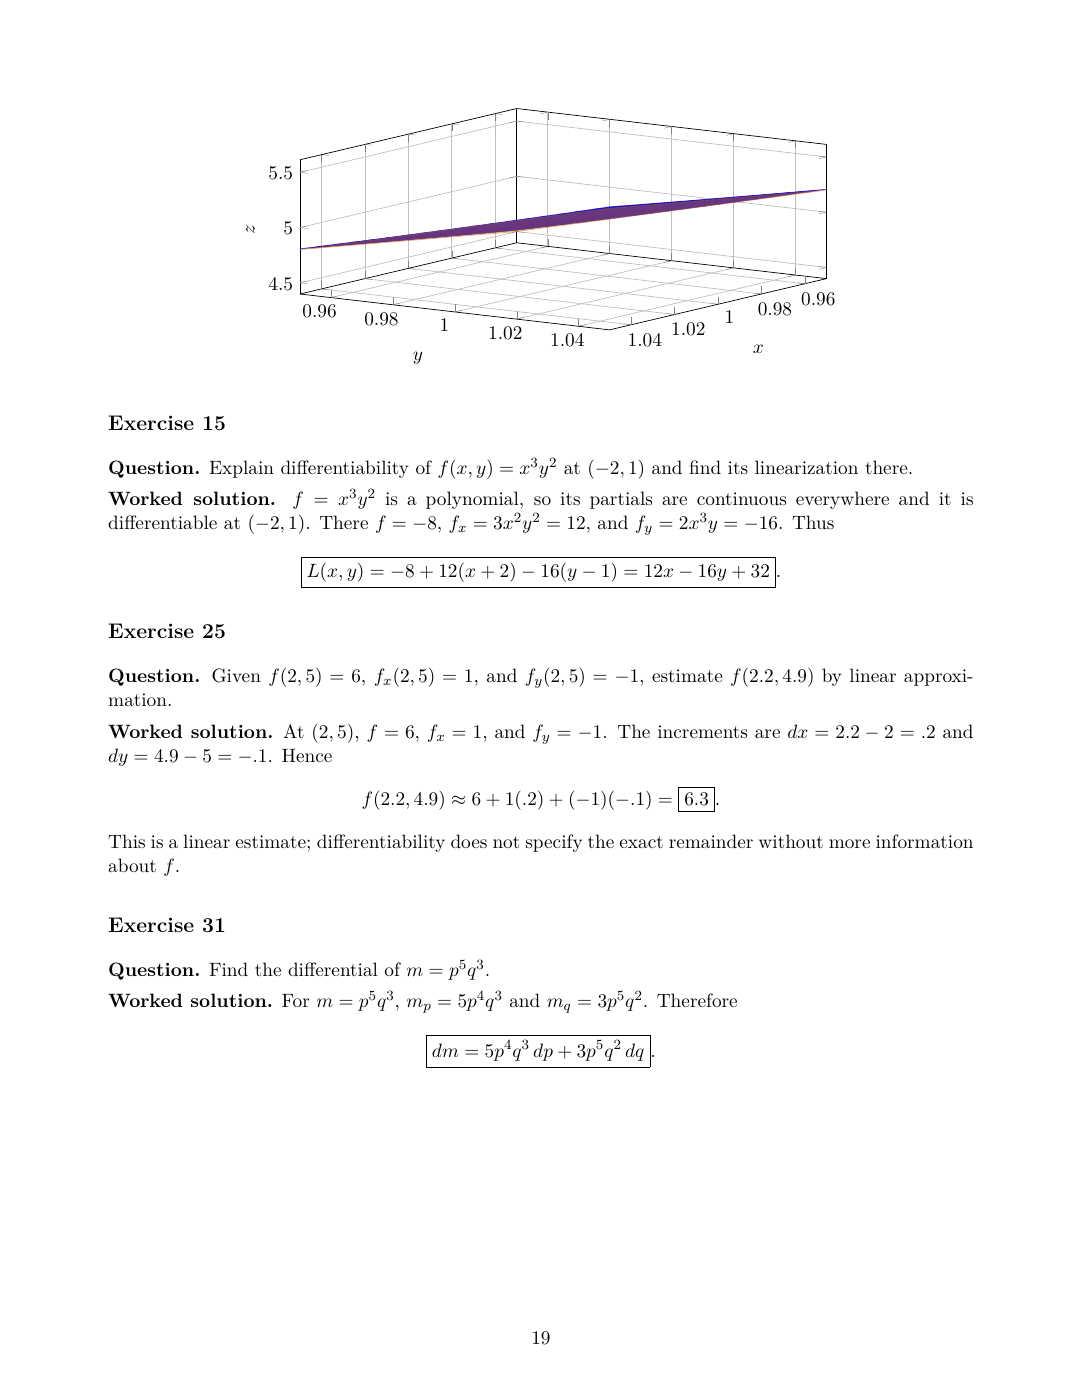 5.5
5
4.5
z
0.96
0.98
1
1.02
1.04
y
1.04
1.02
1
0.98
0.96
x
Exercise 15
Question. Explain differentiability of f(x, y) = x³y² at (−2, 1) and find its linearization there.
Worked solution. f = x³y² is a polynomial, so its partials are continuous everywhere and it is
differentiable at (−2, 1). There f = −8, fₓ = 3x²y² = 12, and f_y = 2x³y = −16. Thus
L(x, y) = −8 + 12(x + 2) − 16(y − 1) = 12x − 16y + 32.
Exercise 25
Question. Given f(2, 5) = 6, fₓ(2, 5) = 1, and f_y(2, 5) = −1, estimate f(2.2, 4.9) by linear approxi-
mation.
Worked solution. At (2, 5), f = 6, fₓ = 1, and f_y = −1. The increments are dx = 2.2 − 2 = .2 and
dy = 4.9 − 5 = −.1. Hence
f(2.2, 4.9) ≈ 6 + 1(.2) + (−1)(−.1) = 6.3.
This is a linear estimate; differentiability does not specify the exact remainder without more information
about f.
Exercise 31
Question. Find the differential of m = p⁵q³.
Worked solution. For m = p⁵q³, m_p = 5p⁴q³ and m_q = 3p⁵q². Therefore
dm = 5p⁴q³ dp + 3p⁵q² dq.
19